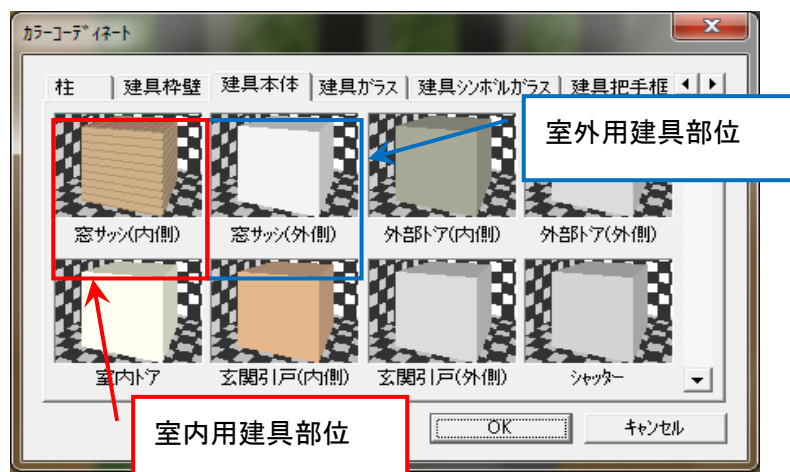 カラーコーディネート
柱 建具枠壁 建具本体 建具ガラス 建具シンボルガラス 建具把手框
室外用建具部位
窓サッシ(内側) 窓サッシ(外側) 外部ドア(内側) 外部ドア(外側)
室内ドア 玄関引戸(内側) 玄関引戸(外側) シャッター
室内用建具部位
OK キャンセル